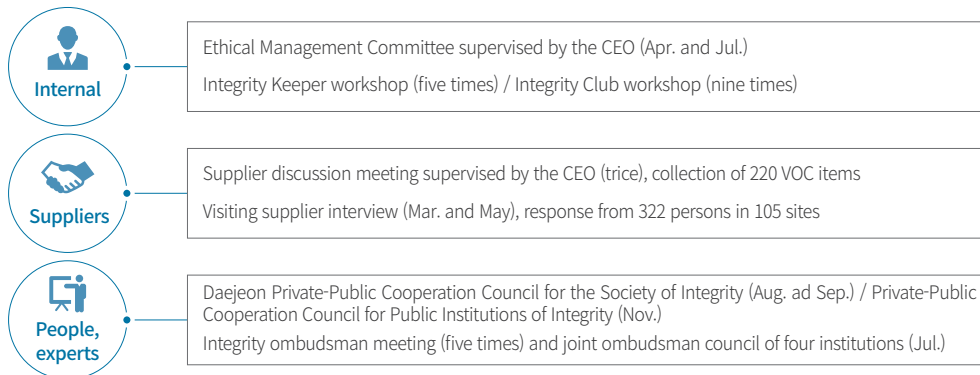 Internal
Ethical Management Committee supervised by the CEO (Apr. and Jul.)
Integrity Keeper workshop (five times) / Integrity Club workshop (nine times)
Suppliers
Supplier discussion meeting supervised by the CEO (trice), collection of 220 VOC items
Visiting supplier interview (Mar. and May), response from 322 persons in 105 sites
People,
experts
Daejeon Private-Public Cooperation Council for the Society of Integrity (Aug. ad Sep.) / Private-Public
Cooperation Council for Public Institutions of Integrity (Nov.)
Integrity ombudsman meeting (five times) and joint ombudsman council of four institutions (Jul.)